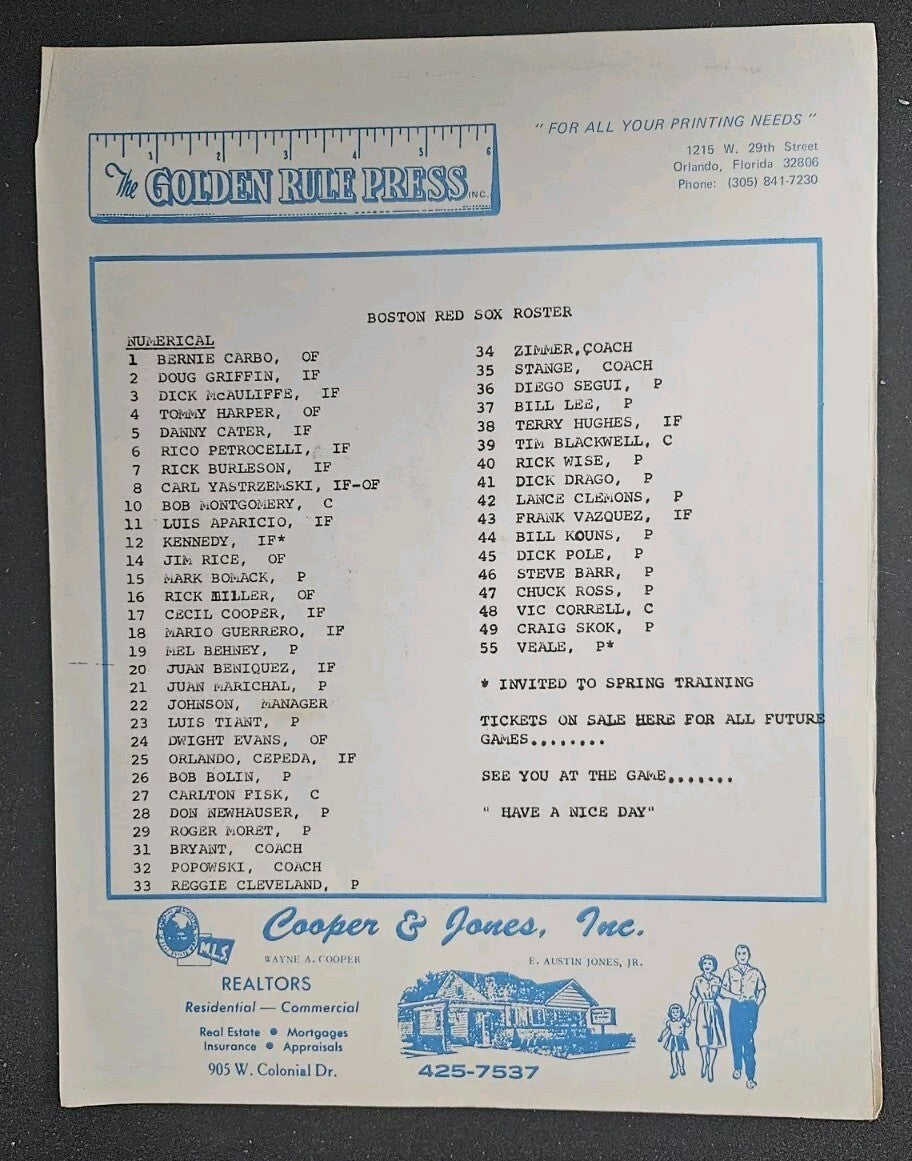 The GOLDEN RULE PRESS INC.
1 2 3 4 5 6
" FOR ALL YOUR PRINTING NEEDS "
1215 W. 29th Street
Orlando, Florida 32806
Phone: (305) 841-7230
BOSTON RED SOX ROSTER
NUMERICAL
1 BERNIE CARBO, OF
2 DOUG GRIFFIN, IF
3 DICK McAULIFFE, IF
4 TOMMY HARPER, OF
5 DANNY CATER, IF
6 RICO PETROCELLI, IF
7 RICK BURLESON, IF
8 CARL YASTRZEMSKI, IF-OF
10 BOB MONTGOMERY, C
11 LUIS APARICIO, IF
12 KENNEDY, IF*
14 JIM RICE, OF
15 MARK BOMACK, P
16 RICK MILLER, OF
17 CECIL COOPER, IF
18 MARIO GUERRERO, IF
19 MEL BEHNEY, P
20 JUAN BENIQUEZ, IF
21 JUAN MARICHAL, P
22 JOHNSON, MANAGER
23 LUIS TIANT, P
24 DWIGHT EVANS, OF
25 ORLANDO, CEPEDA, IF
26 BOB BOLIN, P
27 CARLTON FISK, C
28 DON NEWHAUSER, P
29 ROGER MORET, P
31 BRYANT, COACH
32 POPOWSKI, COACH
33 REGGIE CLEVELAND, P
34 ZIMMER, COACH
35 STANGE, COACH
36 DIEGO SEGUI, P
37 BILL LEE, P
38 TERRY HUGHES, IF
39 TIM BLACKWELL, C
40 RICK WISE, P
41 DICK DRAGO, P
42 LANCE CLEMONS, P
43 FRANK VAZQUEZ, IF
44 BILL KOUNS, P
45 DICK POLE, P
46 STEVE BARR, P
47 CHUCK ROSS, P
48 VIC CORRELL, C
49 CRAIG SKOK, P
55 VEALE, P*
* INVITED TO SPRING TRAINING
TICKETS ON SALE HERE FOR ALL FUTURE
GAMES........
SEE YOU AT THE GAME.......
" HAVE A NICE DAY"
MLS
Cooper & Jones, Inc.
WAYNE A. COOPER
E. AUSTIN JONES, JR.
REALTORS
Residential — Commercial
Real Estate • Mortgages
Insurance • Appraisals
905 W. Colonial Dr.
425-7537